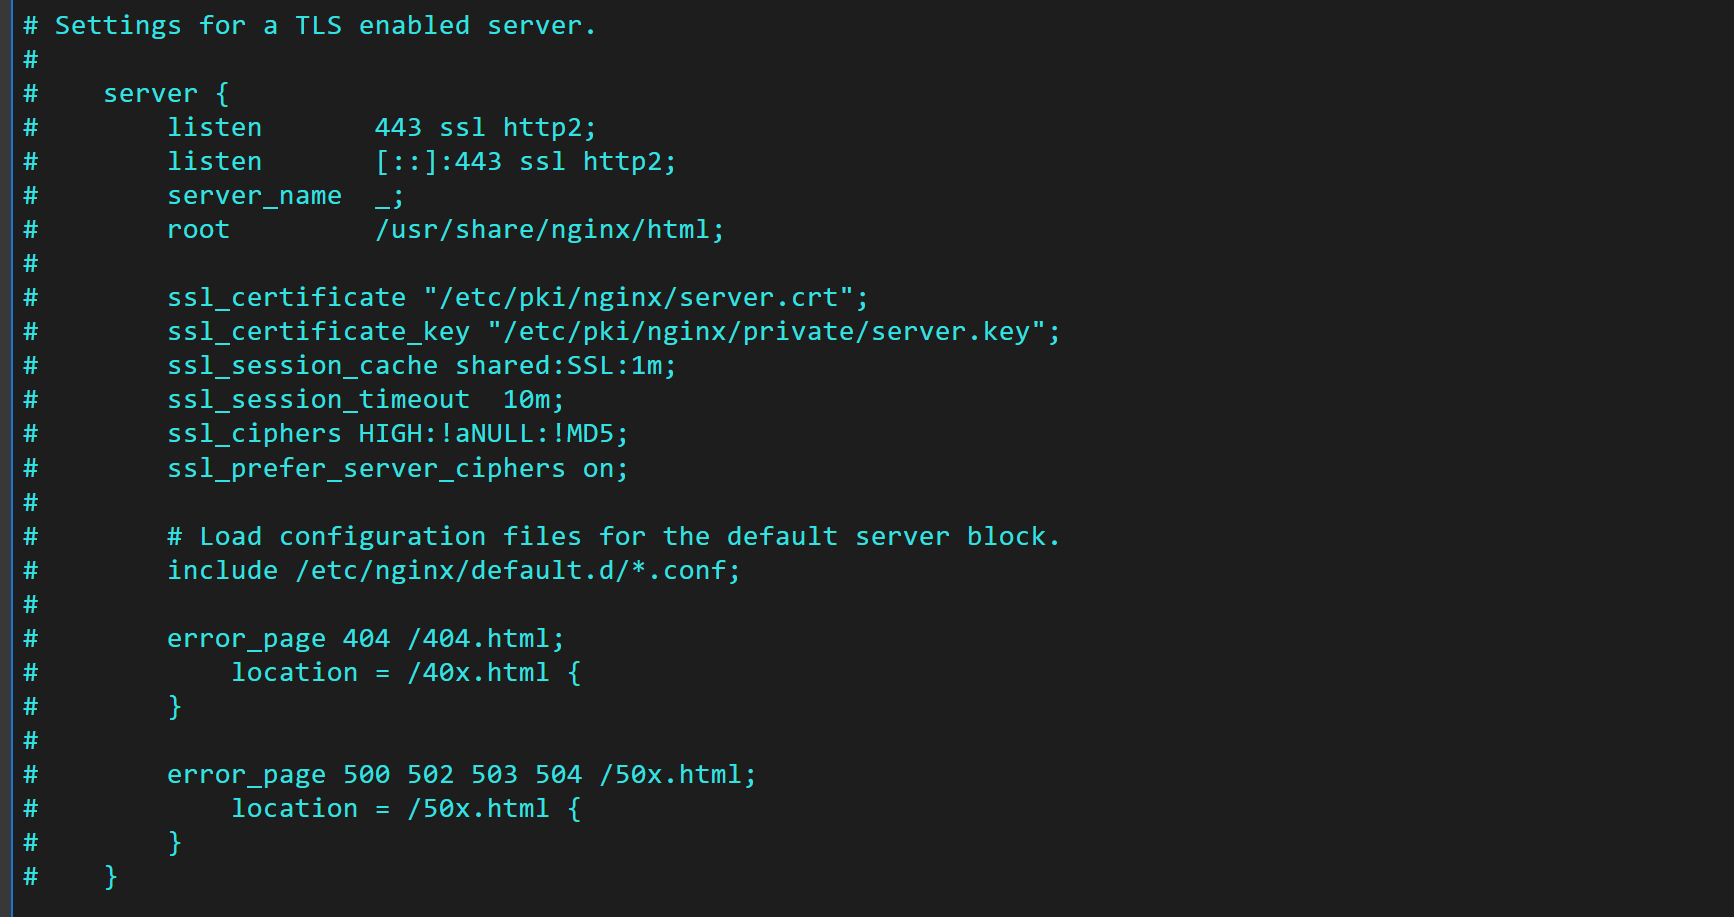 # Settings for a TLS enabled server.
#
#    server {
#        listen       443 ssl http2;
#        listen       [::]:443 ssl http2;
#        server_name  _;
#        root         /usr/share/nginx/html;
#
#        ssl_certificate "/etc/pki/nginx/server.crt";
#        ssl_certificate_key "/etc/pki/nginx/private/server.key";
#        ssl_session_cache shared:SSL:1m;
#        ssl_session_timeout  10m;
#        ssl_ciphers HIGH:!aNULL:!MD5;
#        ssl_prefer_server_ciphers on;
#
#        # Load configuration files for the default server block.
#        include /etc/nginx/default.d/*.conf;
#
#        error_page 404 /404.html;
#            location = /40x.html {
#        }
#
#        error_page 500 502 503 504 /50x.html;
#            location = /50x.html {
#        }
#    }